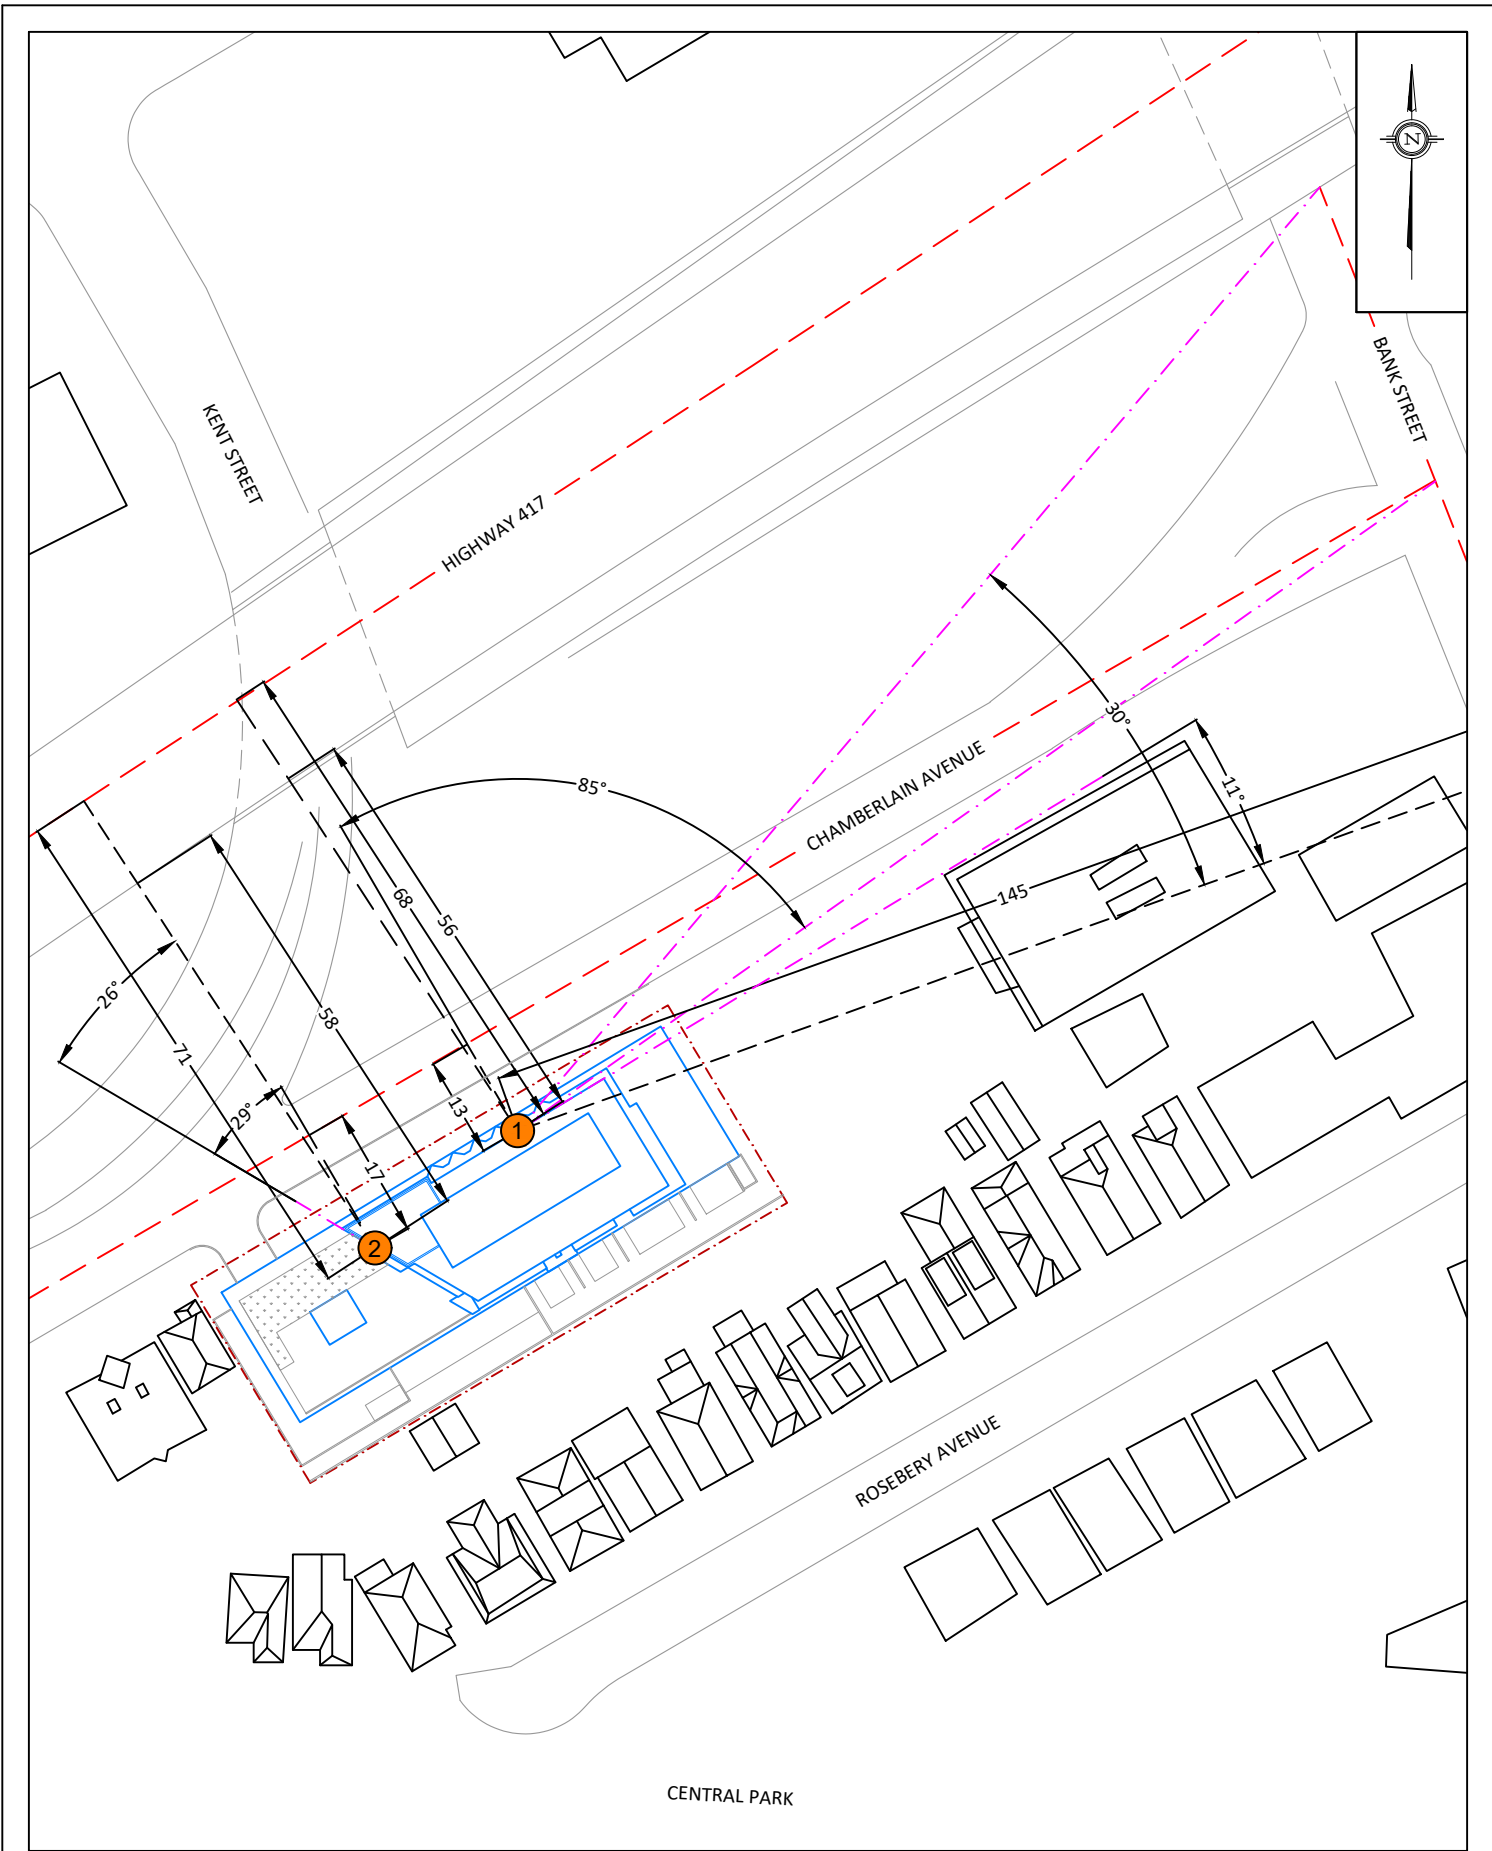 N
BANK STREET
KENT STREET
HIGHWAY 417
30°
CHAMBERLAIN AVENUE
11°
85°
145
68
56
26°
58
71
13
29°
17
1
2
ROSEBERY AVENUE
CENTRAL PARK